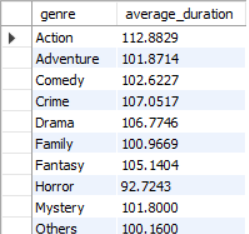 genre average_duration
Action 112.8829
Adventure 101.8714
Comedy 102.6227
Crime 107.0517
Drama 106.7746
Family 100.9669
Fantasy 105.1404
Horror 92.7243
Mystery 101.8000
Others 100.1600